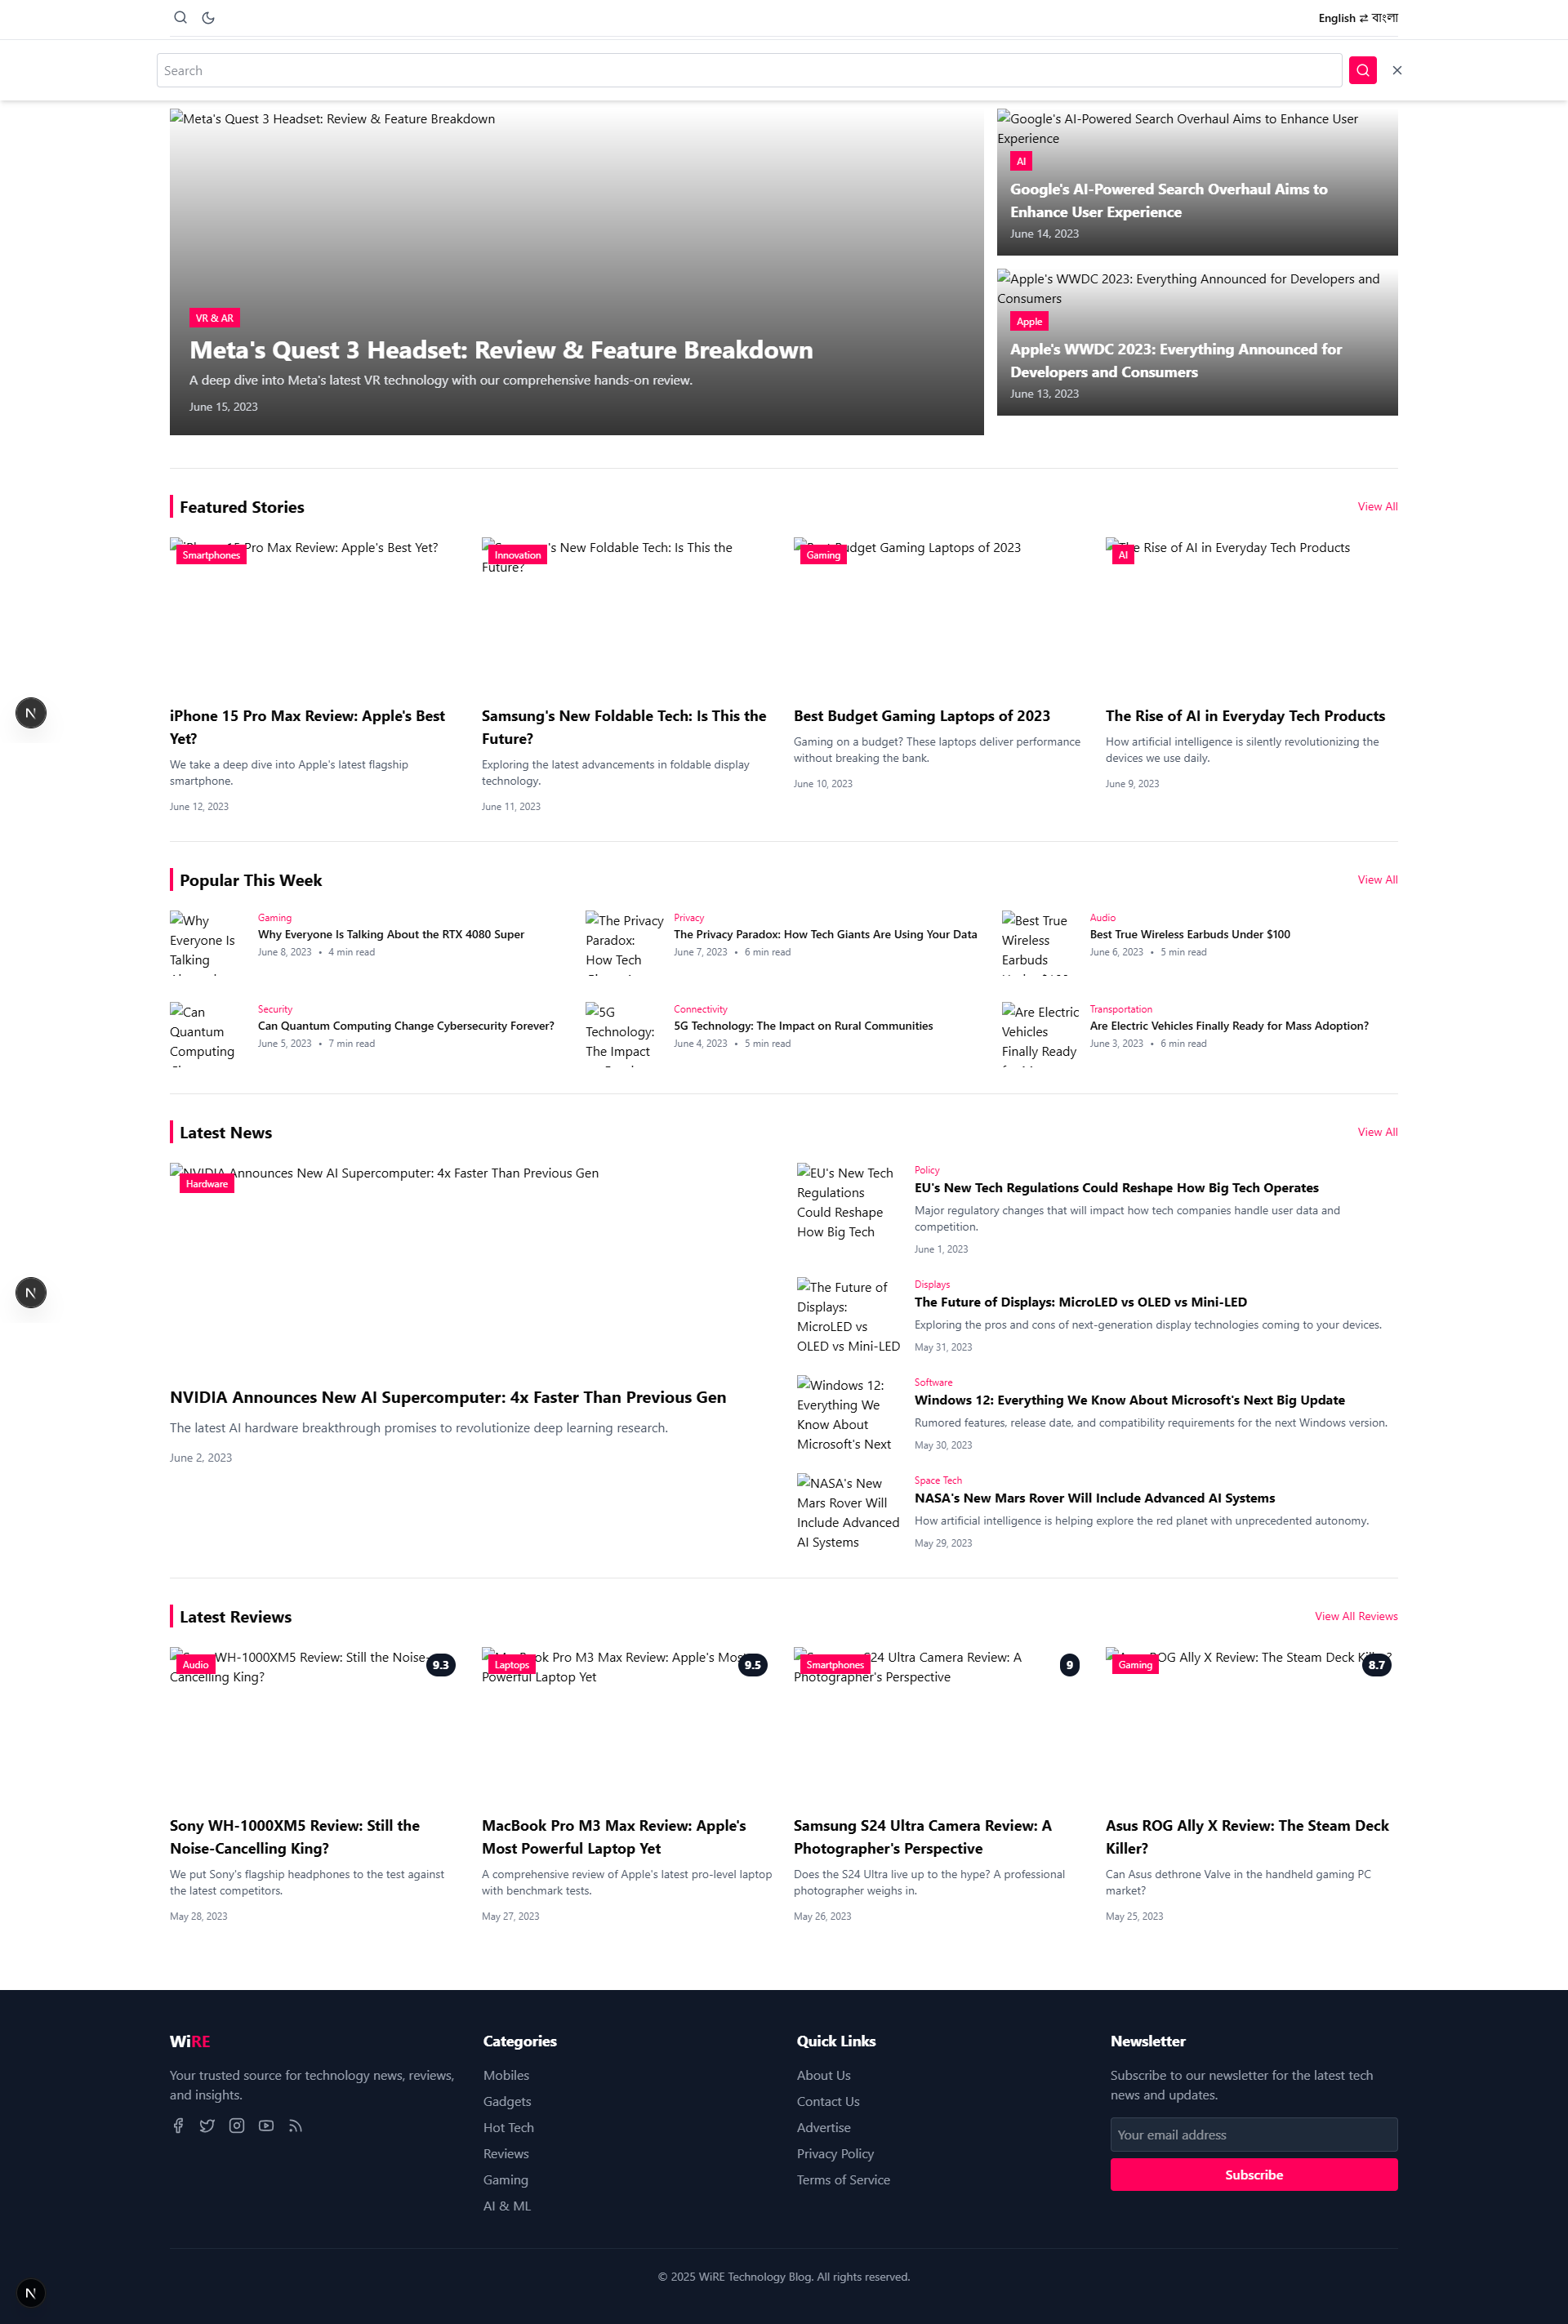 English ⇄ বাংলা
Search
Meta's Quest 3 Headset: Review & Feature Breakdown
VR & AR
Meta's Quest 3 Headset: Review & Feature Breakdown
A deep dive into Meta's latest VR technology with our comprehensive hands-on review.
June 15, 2023
Google's AI-Powered Search Overhaul Aims to Enhance User
Experience
AI
Google's AI-Powered Search Overhaul Aims to
Enhance User Experience
June 14, 2023
Apple's WWDC 2023: Everything Announced for Developers and
Consumers
Apple
Apple's WWDC 2023: Everything Announced for
Developers and Consumers
June 13, 2023
Featured Stories
View All
Smartphones
Pro Max Review: Apple's Best Yet?
iPhone 15 Pro Max Review: Apple's Best
Yet?
We take a deep dive into Apple's latest flagship
smartphone.
June 12, 2023
Innovation
New Foldable Tech: Is This the
Future?
Samsung's New Foldable Tech: Is This the
Future?
Exploring the latest advancements in foldable display
technology.
June 11, 2023
Gaming
Budget Gaming Laptops of 2023
Best Budget Gaming Laptops of 2023
Gaming on a budget? These laptops deliver performance
without breaking the bank.
June 10, 2023
AI
The Rise of AI in Everyday Tech Products
The Rise of AI in Everyday Tech Products
How artificial intelligence is silently revolutionizing the
devices we use daily.
June 9, 2023
N
Popular This Week
View All
Why
Everyone Is
Talking
Gaming
Why Everyone Is Talking About the RTX 4080 Super
June 8, 2023 • 4 min read
The Privacy
Paradox:
How Tech
Privacy
The Privacy Paradox: How Tech Giants Are Using Your Data
June 7, 2023 • 6 min read
Best True
Wireless
Earbuds
Audio
Best True Wireless Earbuds Under $100
June 6, 2023 • 5 min read
Can
Quantum
Computing
Security
Can Quantum Computing Change Cybersecurity Forever?
June 5, 2023 • 7 min read
5G
Technology:
The Impact
Connectivity
5G Technology: The Impact on Rural Communities
June 4, 2023 • 5 min read
Are Electric
Vehicles
Finally Ready
Transportation
Are Electric Vehicles Finally Ready for Mass Adoption?
June 3, 2023 • 6 min read
Latest News
View All
NVIDIA Announces New AI Supercomputer: 4x Faster Than Previous Gen
Hardware
NVIDIA Announces New AI Supercomputer: 4x Faster Than Previous Gen
The latest AI hardware breakthrough promises to revolutionize deep learning research.
June 2, 2023
N
EU's New Tech
Regulations
Could Reshape
How Big Tech
Policy
EU's New Tech Regulations Could Reshape How Big Tech Operates
Major regulatory changes that will impact how tech companies handle user data and
competition.
June 1, 2023
The Future of
Displays:
MicroLED vs
OLED vs Mini-LED
Displays
The Future of Displays: MicroLED vs OLED vs Mini-LED
Exploring the pros and cons of next-generation display technologies coming to your devices.
May 31, 2023
Windows 12:
Everything We
Know About
Microsoft's Next
Software
Windows 12: Everything We Know About Microsoft's Next Big Update
Rumored features, release date, and compatibility requirements for the next Windows version.
May 30, 2023
NASA's New
Mars Rover Will
Include Advanced
AI Systems
Space Tech
NASA's New Mars Rover Will Include Advanced AI Systems
How artificial intelligence is helping explore the red planet with unprecedented autonomy.
May 29, 2023
Latest Reviews
View All Reviews
Audio
WH-1000XM5 Review: Still the Noise-
Cancelling King?
9.3
Sony WH-1000XM5 Review: Still the
Noise-Cancelling King?
We put Sony's flagship headphones to the test against
the latest competitors.
May 28, 2023
Laptops
Pro M3 Max Review: Apple's Most
Powerful Laptop Yet
9.5
MacBook Pro M3 Max Review: Apple's
Most Powerful Laptop Yet
A comprehensive review of Apple's latest pro-level laptop
with benchmark tests.
May 27, 2023
Smartphones
S24 Ultra Camera Review: A
Photographer's Perspective
9
Samsung S24 Ultra Camera Review: A
Photographer's Perspective
Does the S24 Ultra live up to the hype? A professional
photographer weighs in.
May 26, 2023
Gaming
ROG Ally X Review: The Steam Deck
8.7
Asus ROG Ally X Review: The Steam Deck
Killer?
Can Asus dethrone Valve in the handheld gaming PC
market?
May 25, 2023
WiRE
Your trusted source for technology news, reviews,
and insights.
Categories
Mobiles
Gadgets
Hot Tech
Reviews
Gaming
AI & ML
Quick Links
About Us
Contact Us
Advertise
Privacy Policy
Terms of Service
Newsletter
Subscribe to our newsletter for the latest tech
news and updates.
Your email address
Subscribe
N
© 2025 WiRE Technology Blog. All rights reserved.